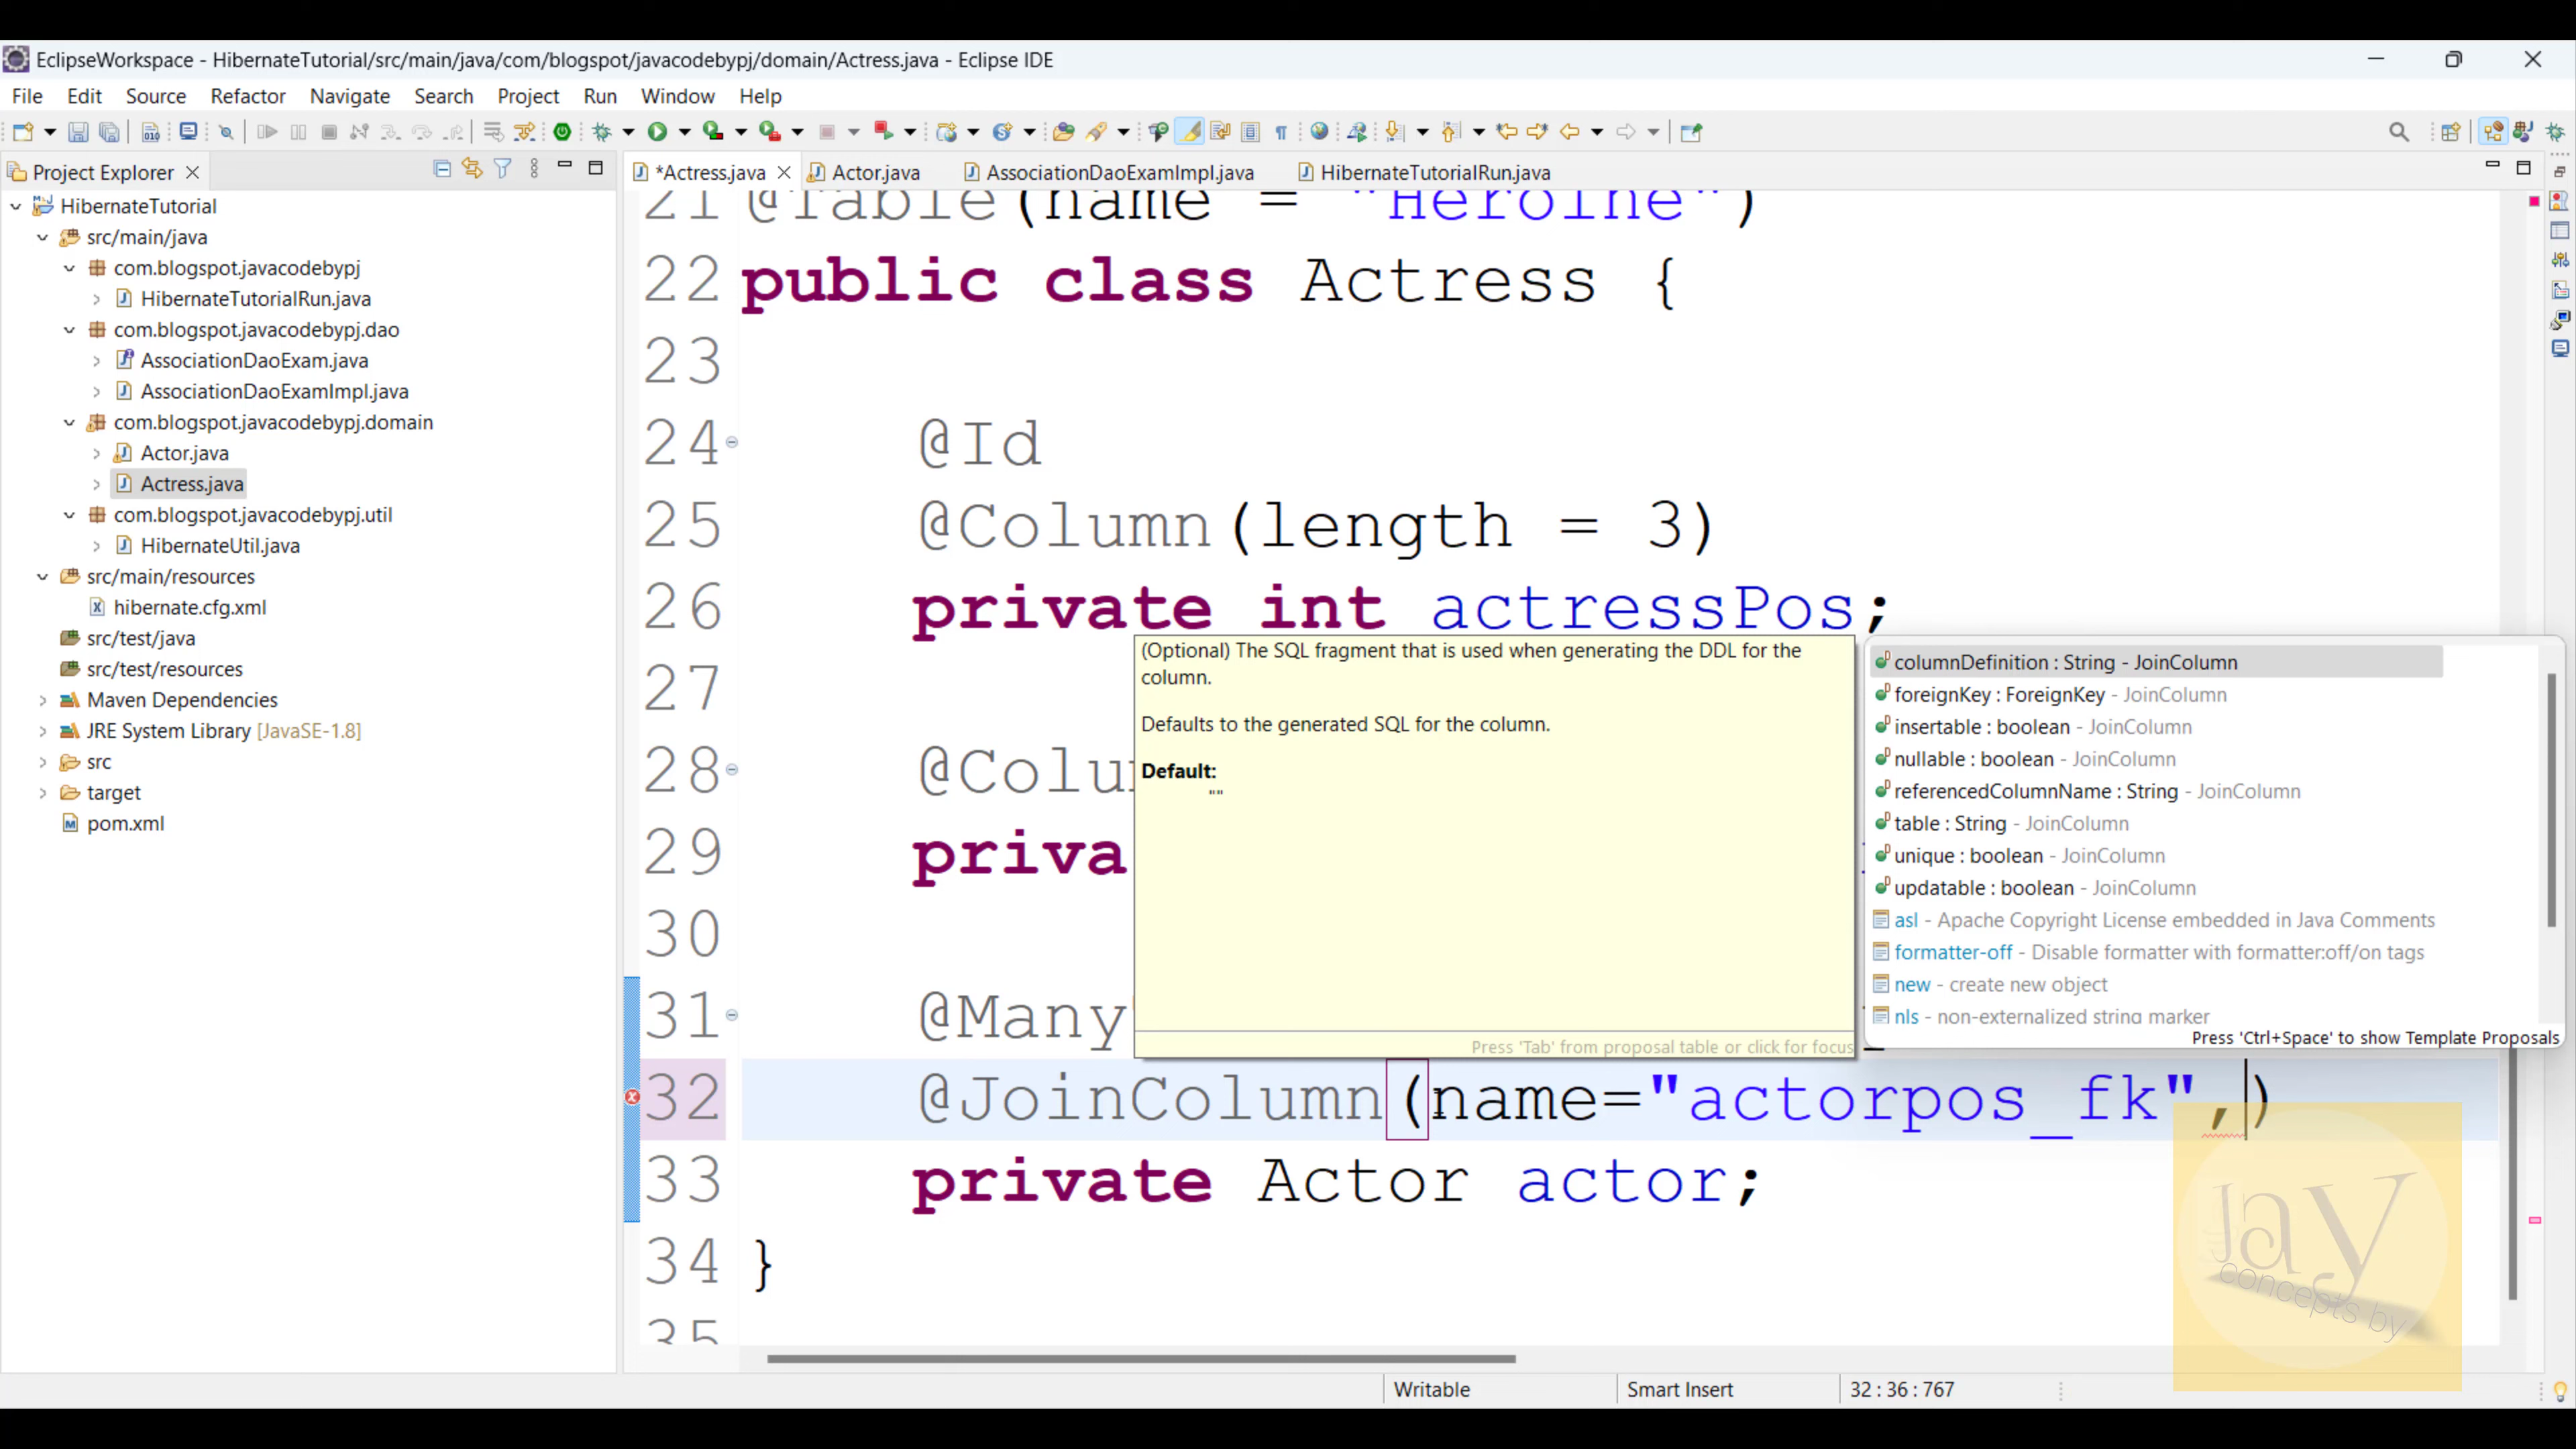 EclipseWorkspace - HibernateTutorial/src/main/java/com/blogspot/javacodebypj/domain/Actress.java - Eclipse IDE
File Edit Source Refactor Navigate Search Project Run Window Help
Project Explorer
*Actress.java Actor.java AssociationDaoExamImpl.java HibernateTutorialRun.java
HibernateTutorial
src/main/java
com.blogspot.javacodebypj
HibernateTutorialRun.java
com.blogspot.javacodebypj.dao
AssociationDaoExam.java
AssociationDaoExamImpl.java
com.blogspot.javacodebypj.domain
Actor.java
Actress.java
com.blogspot.javacodebypj.util
HibernateUtil.java
src/main/resources
hibernate.cfg.xml
src/test/java
src/test/resources
Maven Dependencies
JRE System Library [JavaSE-1.8]
src
target
pom.xml
21 @Table(name = "Heroine")
22 public class Actress {
23
24 @Id
25 @Column(length = 3)
26 private int actressPos;
27
28 @Colu
29 priva
30
31 @Many
32 @JoinColumn(name="actorpos_fk",)
33 private Actor actor;
34 }
35
(Optional) The SQL fragment that is used when generating the DDL for the
column.
Defaults to the generated SQL for the column.
Default:
""
Press 'Tab' from proposal table or click for focus
columnDefinition : String - JoinColumn
foreignKey : ForeignKey - JoinColumn
insertable : boolean - JoinColumn
nullable : boolean - JoinColumn
referencedColumnName : String - JoinColumn
table : String - JoinColumn
unique : boolean - JoinColumn
updatable : boolean - JoinColumn
asl - Apache Copyright License embedded in Java Comments
formatter-off - Disable formatter with formatter:off/on tags
new - create new object
nls - non-externalized string marker
Press 'Ctrl+Space' to show Template Proposals
Jay
concepts by
Writable Smart Insert 32 : 36 : 767